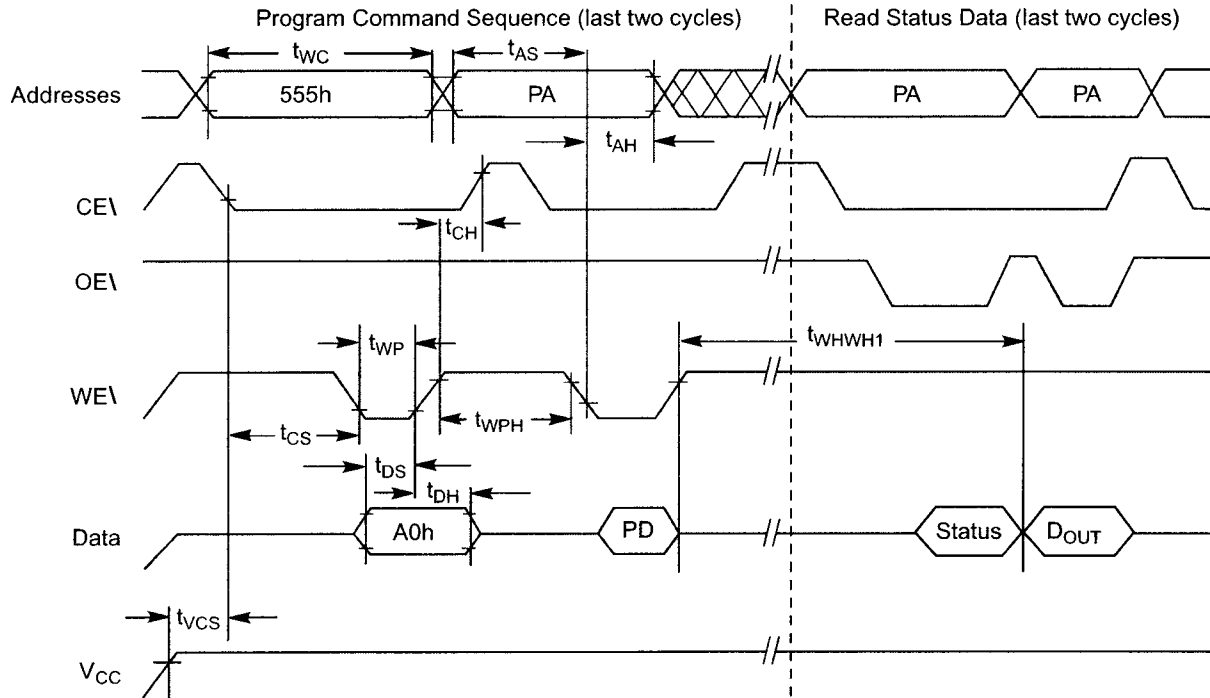 Program Command Sequence (last two cycles)
Read Status Data (last two cycles)
tWC
tAS
Addresses
555h
PA
PA
PA
tAH
CE\
tCH
OE\
tWP
tWHWH1
WE\
tWPH
tCS
tDS
tDH
Data
A0h
PD
Status
DOUT
tVCS
VCC